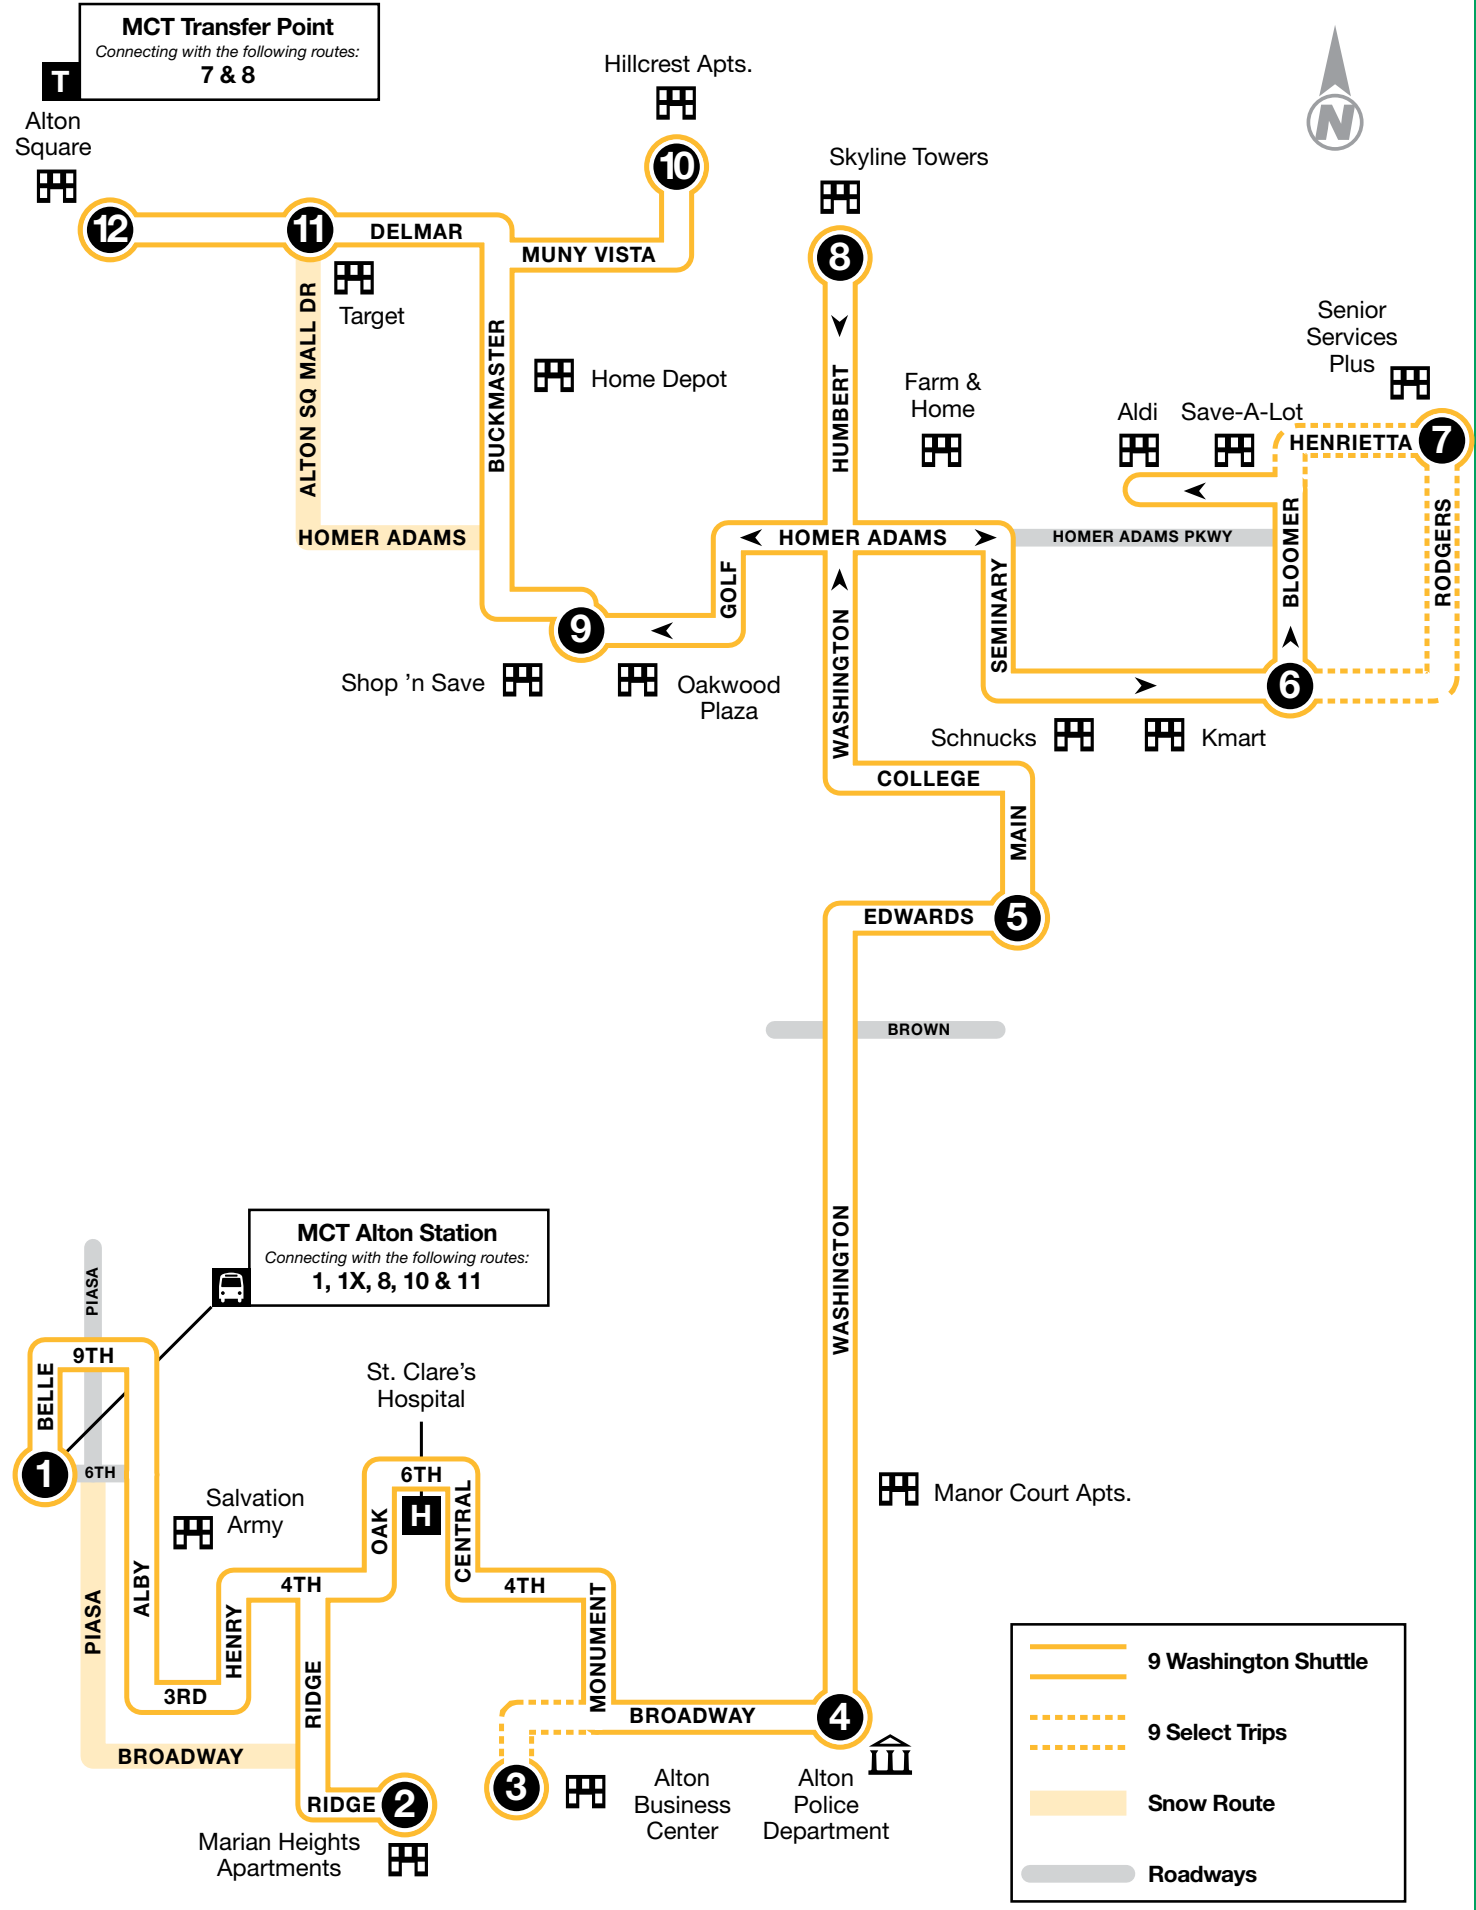 MCT Transfer Point
Connecting with the following routes:
7 & 8
T
Alton
Square
Hillcrest Apts.
N
Skyline Towers
10
12
11
DELMAR
MUNY VISTA
8
Target
ALTON SQ MALL DR
BUCKMASTER
Home Depot
HUMBERT
Farm &
Home
Senior
Services
Plus
Aldi
Save-A-Lot
HENRIETTA
7
HOMER ADAMS
HOMER ADAMS
HOMER ADAMS PKWY
BLOOMER
RODGERS
GOLF
WASHINGTON
SEMINARY
9
6
Shop 'n Save
Oakwood
Plaza
Schnucks
Kmart
COLLEGE
MAIN
EDWARDS
5
BROWN
WASHINGTON
MCT Alton Station
Connecting with the following routes:
1, 1X, 8, 10 & 11
PIASA
9TH
BELLE
1
6TH
St. Clare's
Hospital
6TH
H
OAK
CENTRAL
Salvation
Army
Manor Court Apts.
PIASA
ALBY
HENRY
4TH
4TH
MONUMENT
3RD
RIDGE
BROADWAY
BROADWAY
4
RIDGE
2
3
Marian Heights
Apartments
Alton
Business
Center
Alton
Police
Department
9 Washington Shuttle
9 Select Trips
Snow Route
Roadways